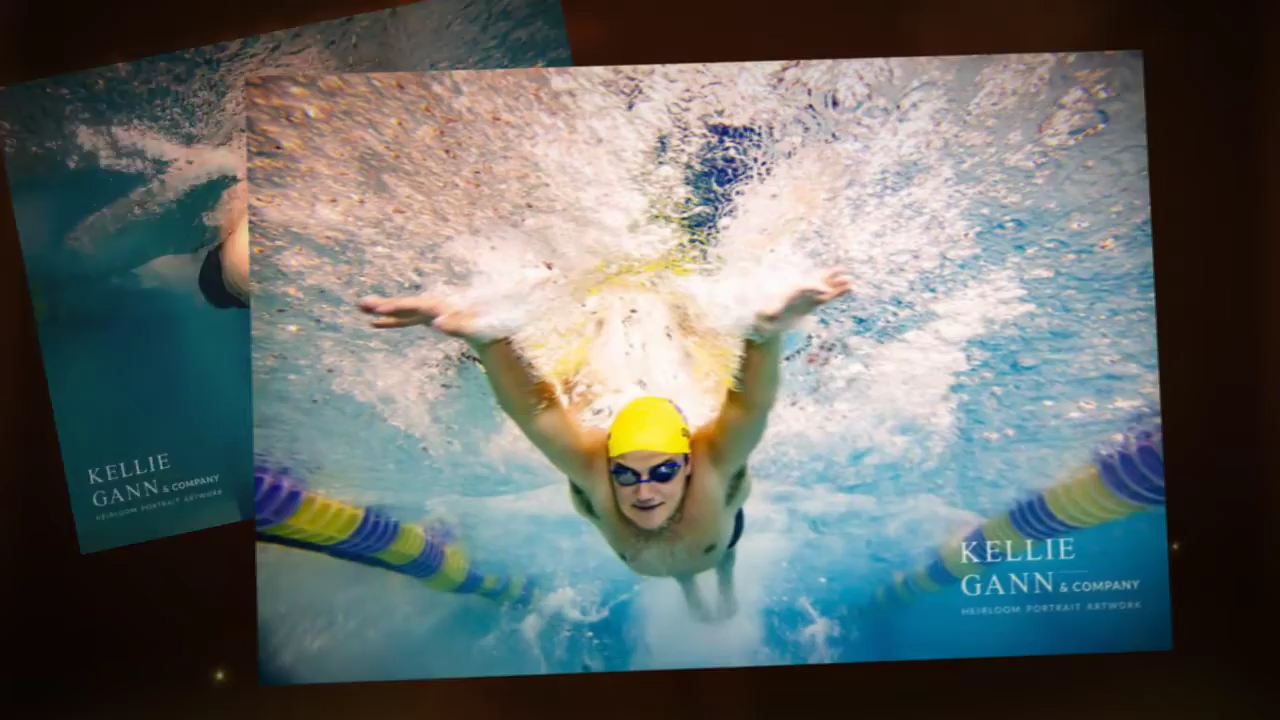 KELLIE
GANN & COMPANY
HEIRLOOM PORTRAIT ARTWORK
KELLIE
GANN & COMPANY
HEIRLOOM PORTRAIT ARTWORK